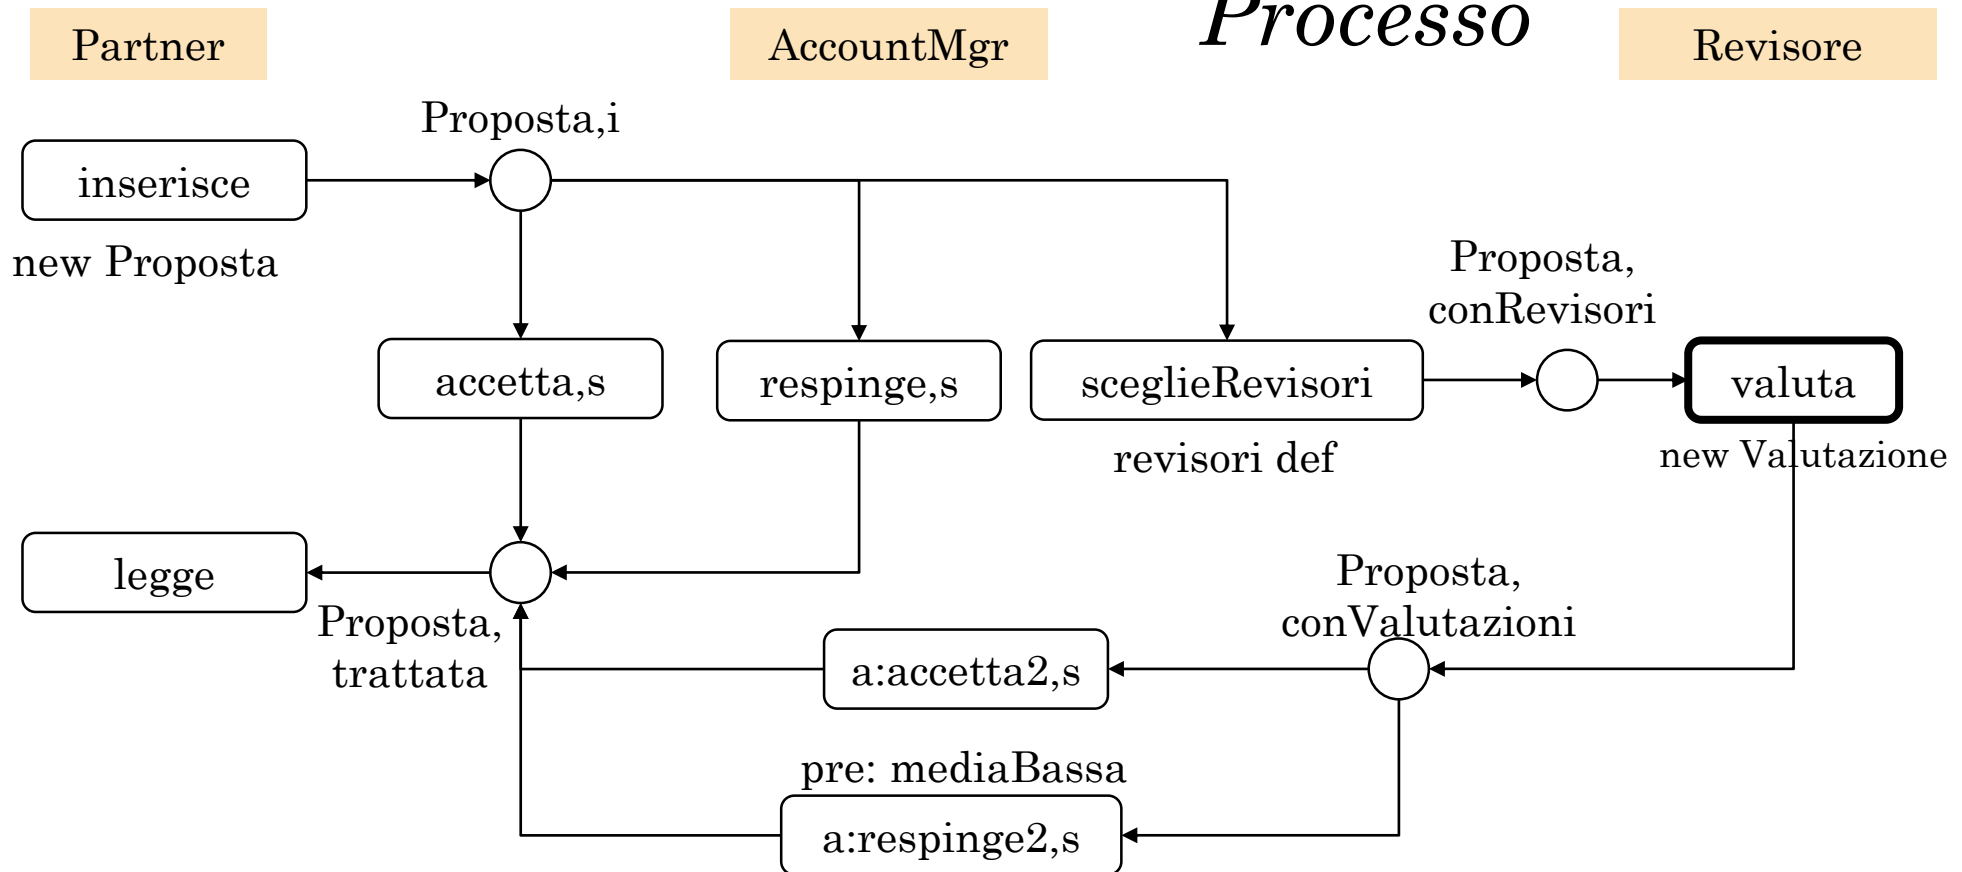 Processo
Partner
AccountMgr
Revisore
Proposta,i
inserisce
new Proposta
Proposta,
conRevisori
accetta,s
respinge,s
sceglieRevisori
valuta
revisori def
new Valutazione
legge
Proposta,
trattata
Proposta,
conValutazioni
a:accetta2,s
pre: mediaBassa
a:respinge2,s